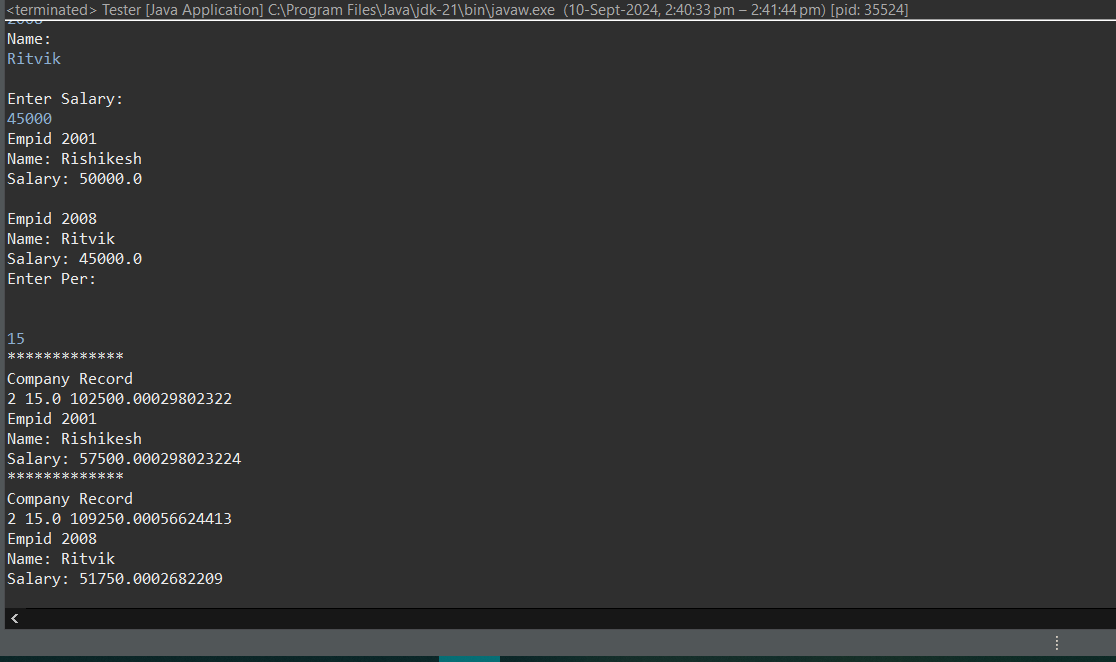 <terminated> Tester [Java Application] C:\Program Files\Java\jdk-21\bin\javaw.exe (10-Sept-2024, 2:40:33 pm – 2:41:44 pm) [pid: 35524]
2008
Name:
Ritvik
Enter Salary:
45000
Empid 2001
Name: Rishikesh
Salary: 50000.0
Empid 2008
Name: Ritvik
Salary: 45000.0
Enter Per:
15
*************
Company Record
2 15.0 102500.00029802322
Empid 2001
Name: Rishikesh
Salary: 57500.000298023224
*************
Company Record
2 15.0 109250.00056624413
Empid 2008
Name: Ritvik
Salary: 51750.0002682209